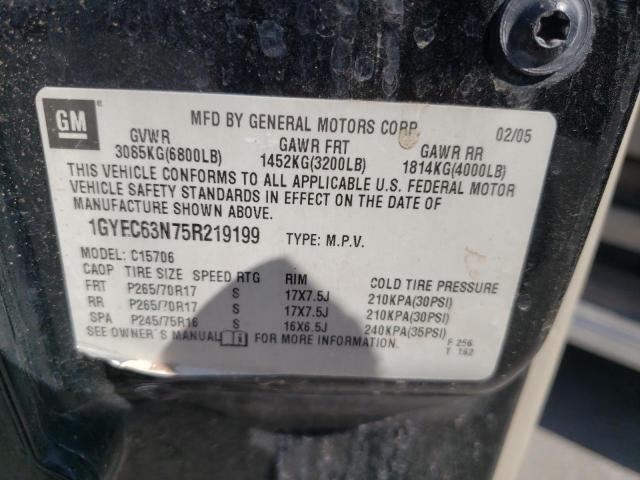 GM
MFD BY GENERAL MOTORS CORP.
02/05
GVWR GAWR FRT GAWR RR
3085KG(6800LB) 1452KG(3200LB) 1814KG(4000LB)
THIS VEHICLE CONFORMS TO ALL APPLICABLE U.S. FEDERAL MOTOR
VEHICLE SAFETY STANDARDS IN EFFECT ON THE DATE OF
MANUFACTURE SHOWN ABOVE.
1GYEC63N75R219199 TYPE: M.P.V.
MODEL: C15706
CAOP TIRE SIZE SPEED RTG RIM COLD TIRE PRESSURE
FRT P265/70R17 S 17X7.5J 210KPA(30PSI)
RR P265/70R17 S 17X7.5J 210KPA(30PSI)
SPA P245/75R16 S 16X6.5J 240KPA(35PSI)
SEE OWNER'S MANUAL FOR MORE INFORMATION.
F 256
T 162